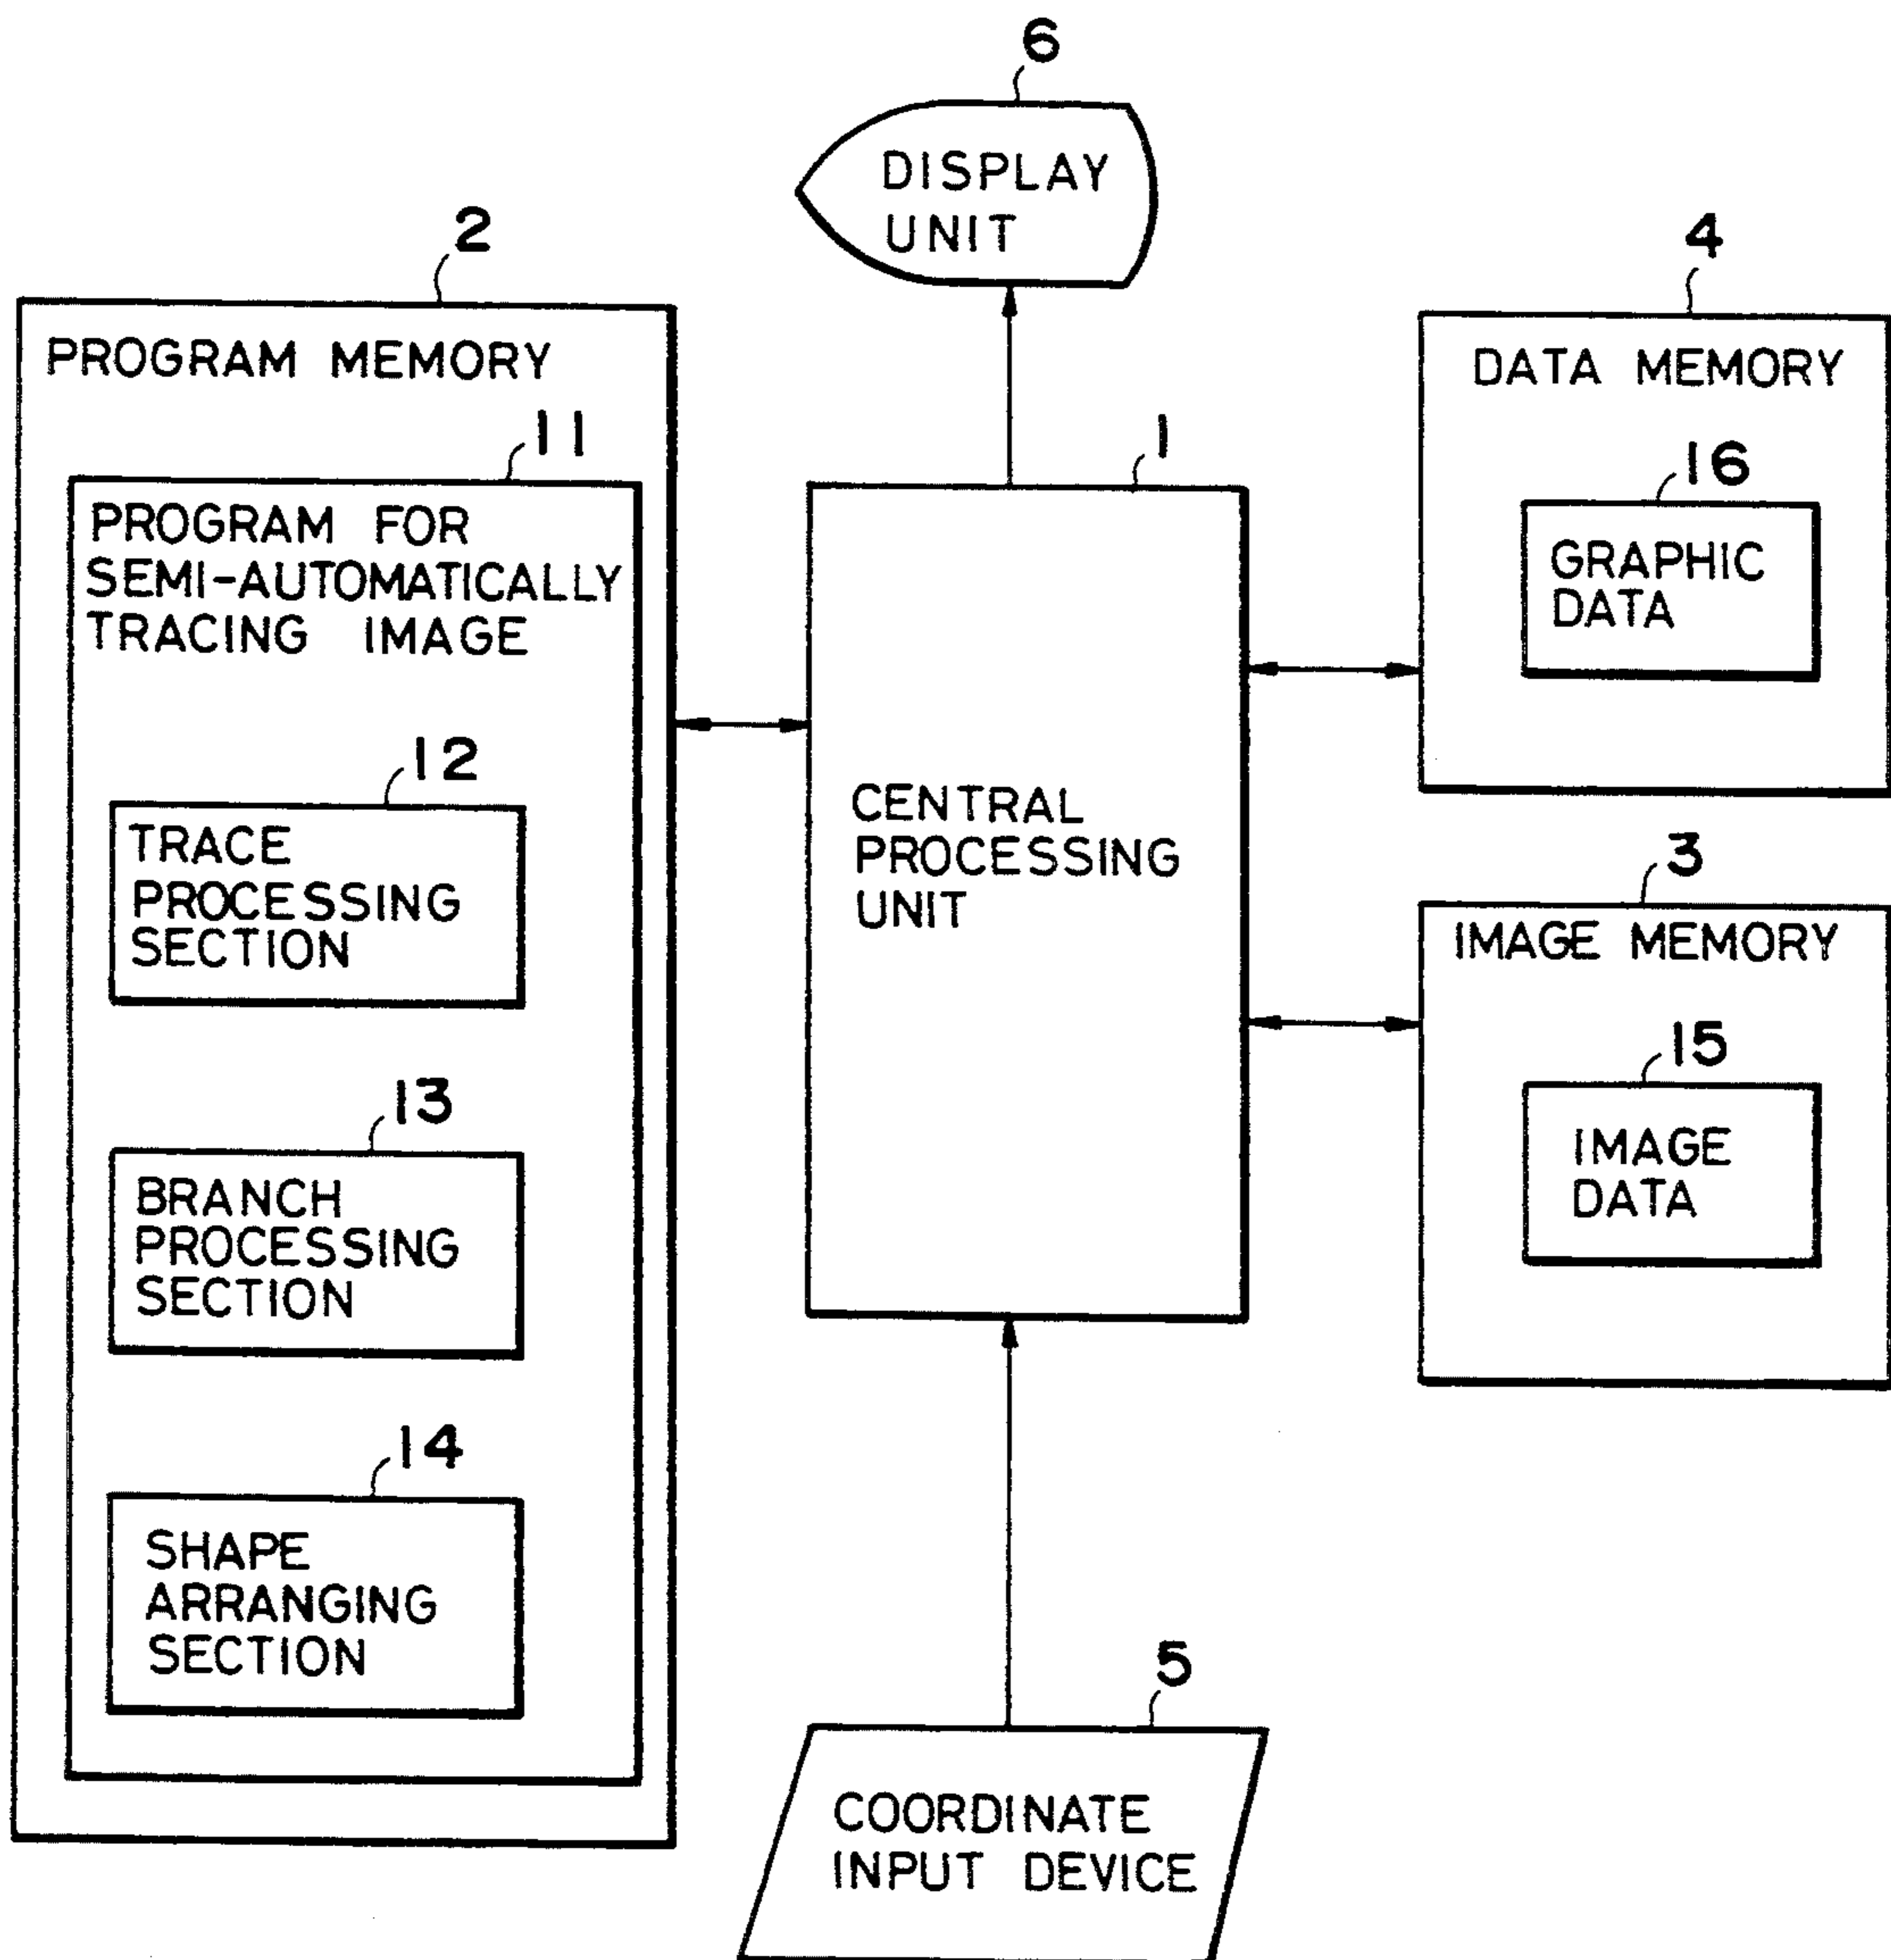 6
DISPLAY
UNIT
2
PROGRAM MEMORY
11
PROGRAM FOR
SEMI-AUTOMATICALLY
TRACING IMAGE
12
TRACE
PROCESSING
SECTION
13
BRANCH
PROCESSING
SECTION
14
SHAPE
ARRANGING
SECTION
1
CENTRAL
PROCESSING
UNIT
4
DATA MEMORY
16
GRAPHIC
DATA
3
IMAGE MEMORY
15
IMAGE
DATA
5
COORDINATE
INPUT DEVICE